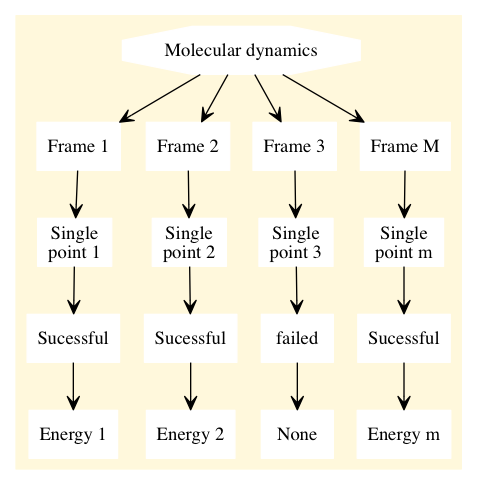 Molecular dynamics
Frame 1
Frame 2
Frame 3
Frame M
Single
point 1
Single
point 2
Single
point 3
Single
point m
Sucessful
Sucessful
failed
Sucessful
Energy 1
Energy 2
None
Energy m